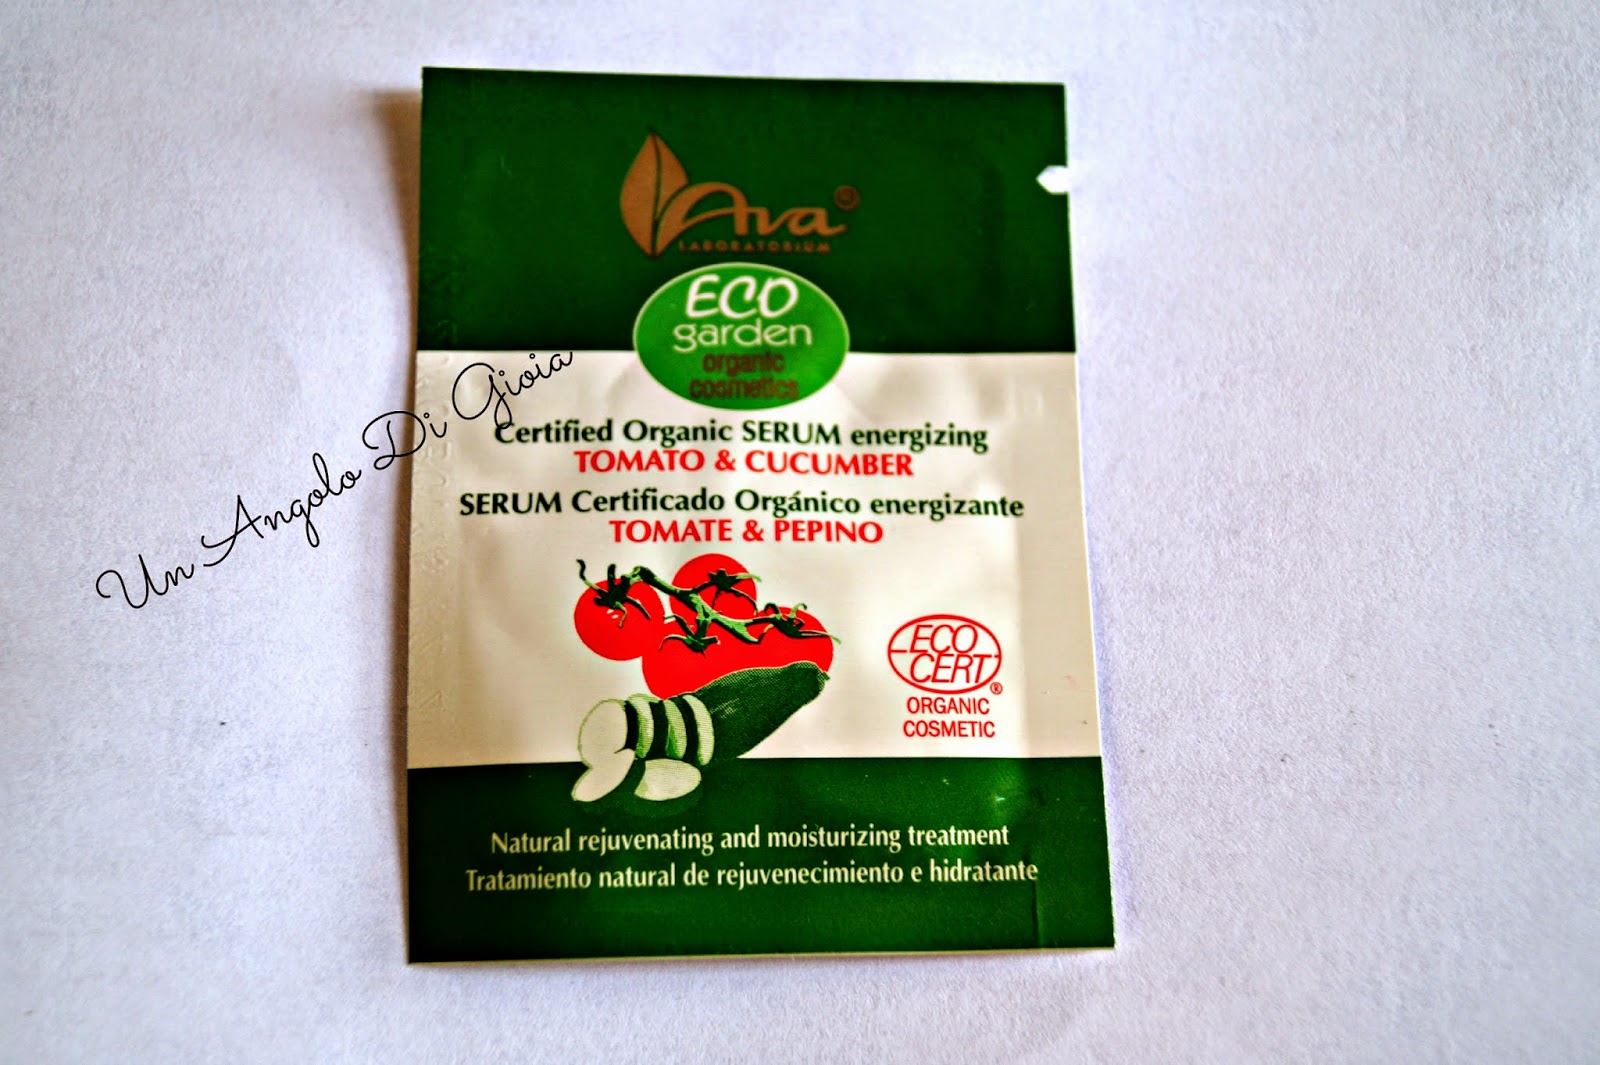 Ava®
LABORATORIUM
ECO
garden
organic
cosmetics
Certified Organic SERUM energizing
TOMATO & CUCUMBER
SERUM Certificado Orgánico energizante
TOMATE & PEPINO
ECO
CERT®
ORGANIC
COSMETIC
Natural rejuvenating and moisturizing treatment
Tratamiento natural de rejuvenecimiento e hidratante
Un Angolo Di Gioia